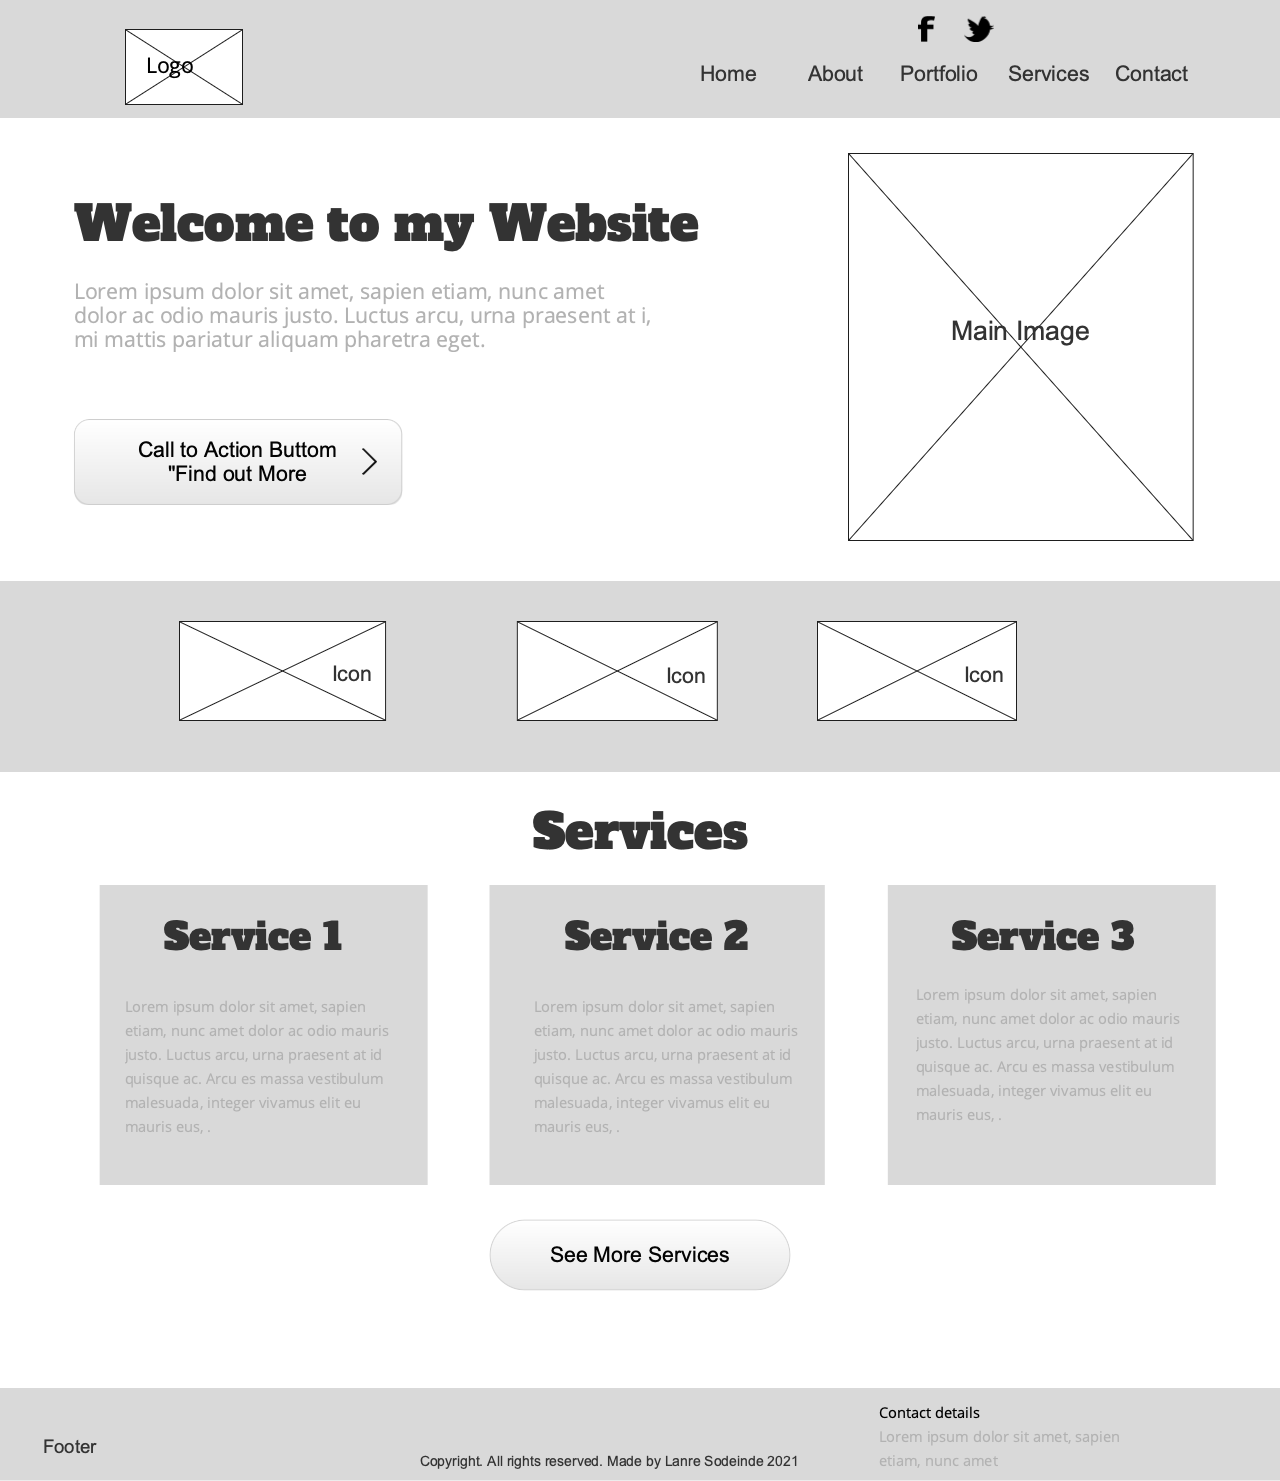 Logo
Home About Portfolio Services Contact
Welcome to my Website
Lorem ipsum dolor sit amet, sapien etiam, nunc amet
dolor ac odio mauris justo. Luctus arcu, urna praesent at i,
mi mattis pariatur aliquam pharetra eget.
Main Image
Call to Action Buttom
"Find out More
Icon
Icon
Icon
Services
Service 1
Lorem ipsum dolor sit amet, sapien
etiam, nunc amet dolor ac odio mauris
justo. Luctus arcu, urna praesent at id
quisque ac. Arcu es massa vestibulum
malesuada, integer vivamus elit eu
mauris eus, .
Service 2
Lorem ipsum dolor sit amet, sapien
etiam, nunc amet dolor ac odio mauris
justo. Luctus arcu, urna praesent at id
quisque ac. Arcu es massa vestibulum
malesuada, integer vivamus elit eu
mauris eus, .
Service 3
Lorem ipsum dolor sit amet, sapien
etiam, nunc amet dolor ac odio mauris
justo. Luctus arcu, urna praesent at id
quisque ac. Arcu es massa vestibulum
malesuada, integer vivamus elit eu
mauris eus, .
See More Services
Footer
Copyright. All rights reserved. Made by Lanre Sodeinde 2021
Contact details
Lorem ipsum dolor sit amet, sapien
etiam, nunc amet